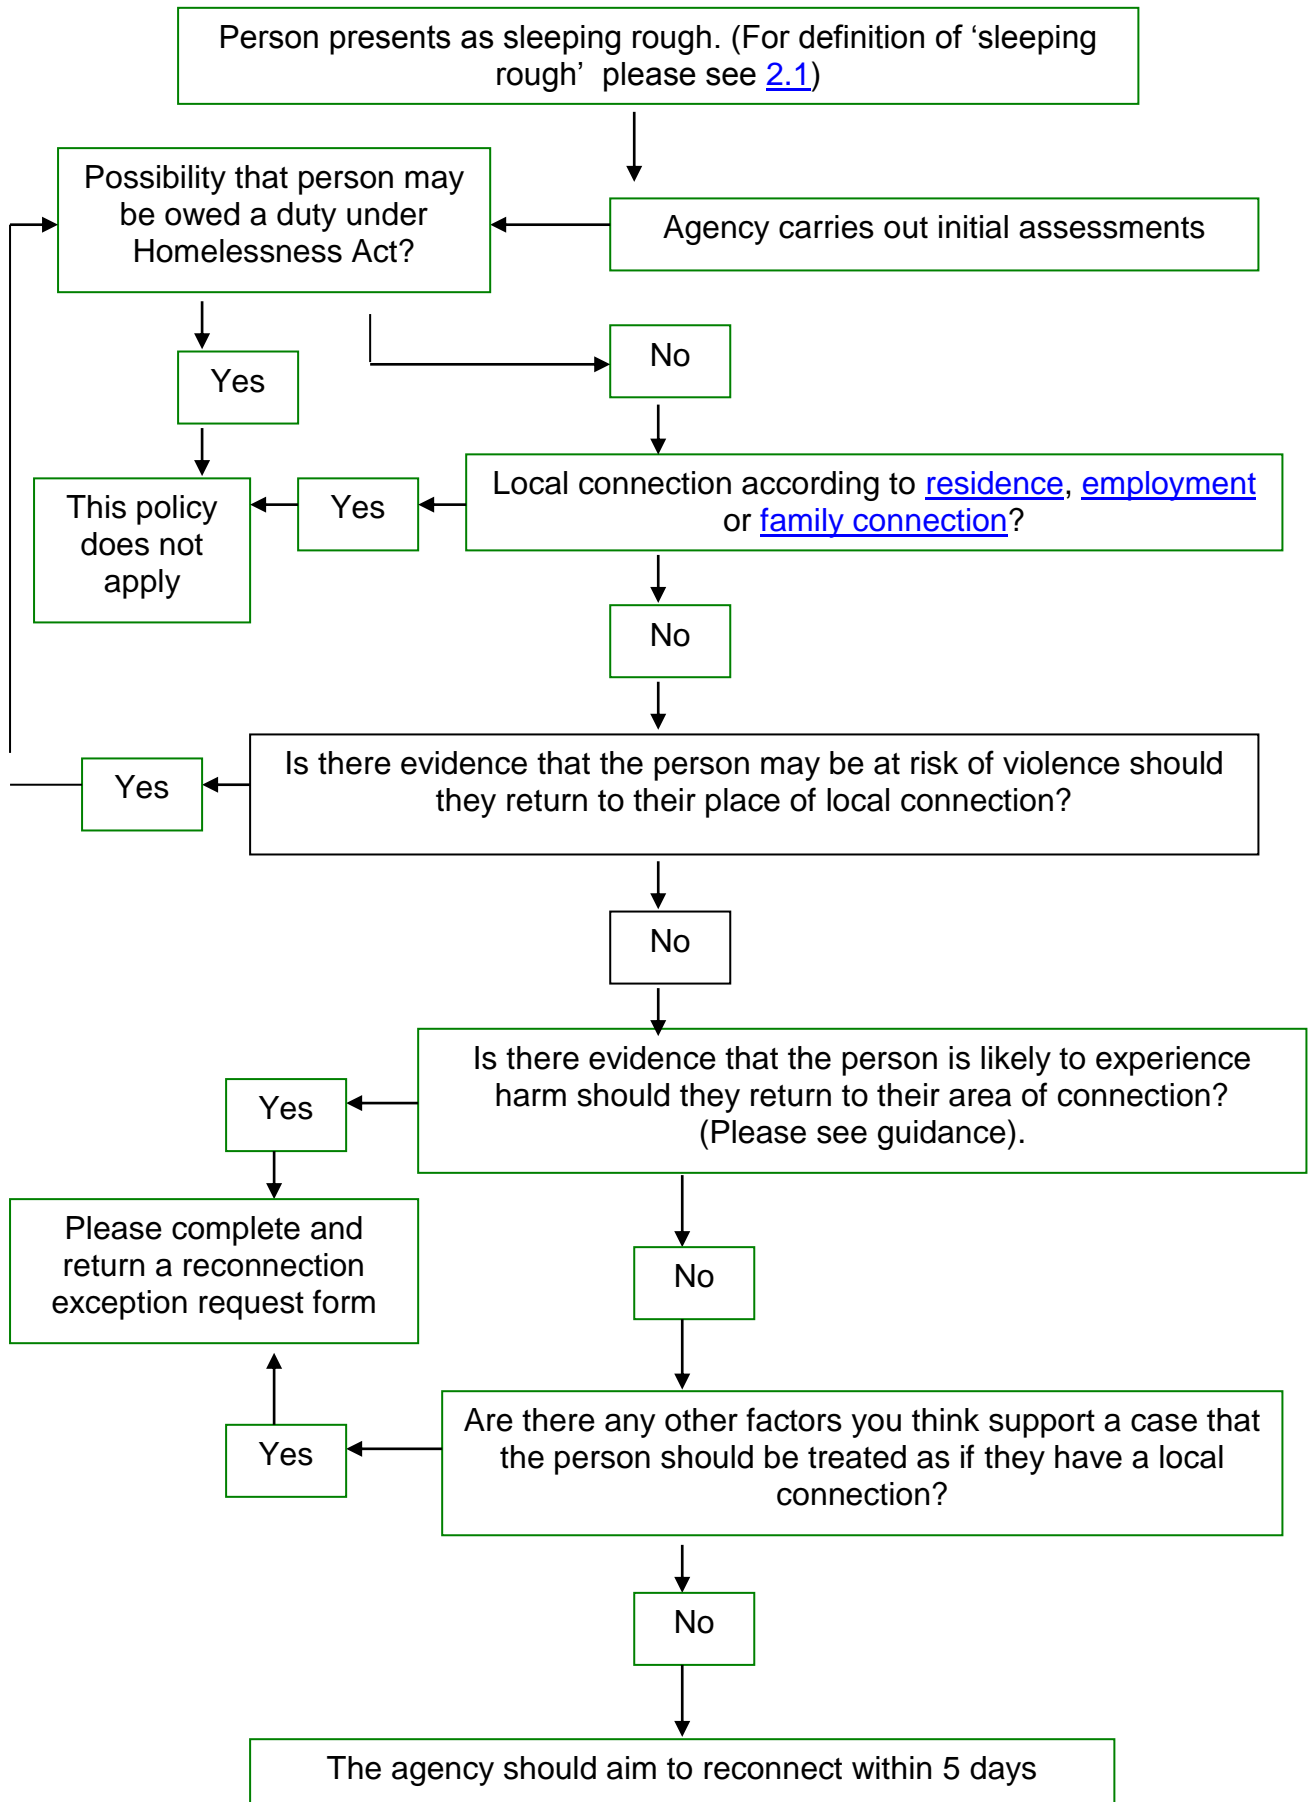 Person presents as sleeping rough. (For definition of ‘sleeping
rough’ please see 2.1)
Possibility that person may
be owed a duty under
Homelessness Act?
Agency carries out initial assessments
Yes
No
This policy
does not
apply
Yes
Local connection according to residence, employment
or family connection?
No
Yes
Is there evidence that the person may be at risk of violence should
they return to their place of local connection?
No
Is there evidence that the person is likely to experience
harm should they return to their area of connection?
(Please see guidance).
Yes
Please complete and
return a reconnection
exception request form
No
Yes
Are there any other factors you think support a case that
the person should be treated as if they have a local
connection?
No
The agency should aim to reconnect within 5 days